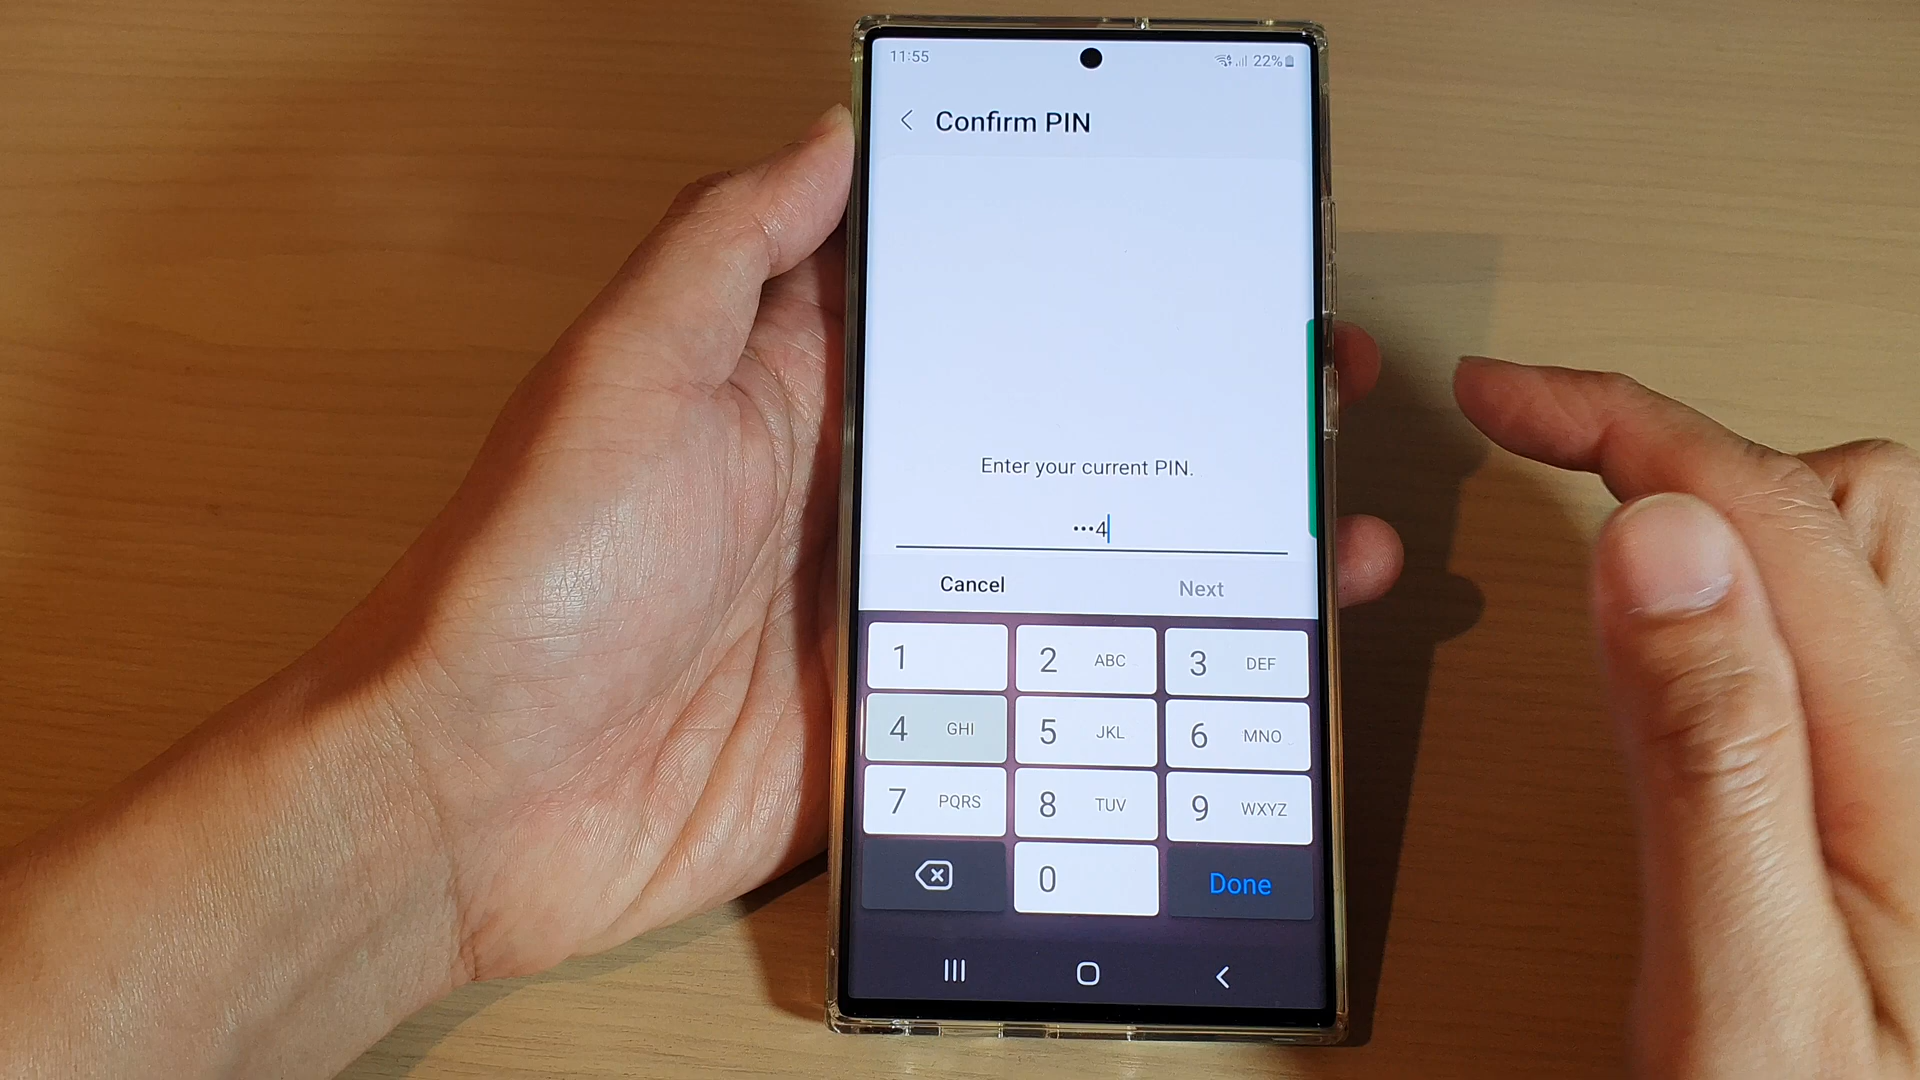 11:55 22%
Confirm PIN
Enter your current PIN.
•••4
Cancel Next
1 2 ABC 3 DEF
4 GHI 5 JKL 6 MNO
7 PQRS 8 TUV 9 WXYZ
0 Done